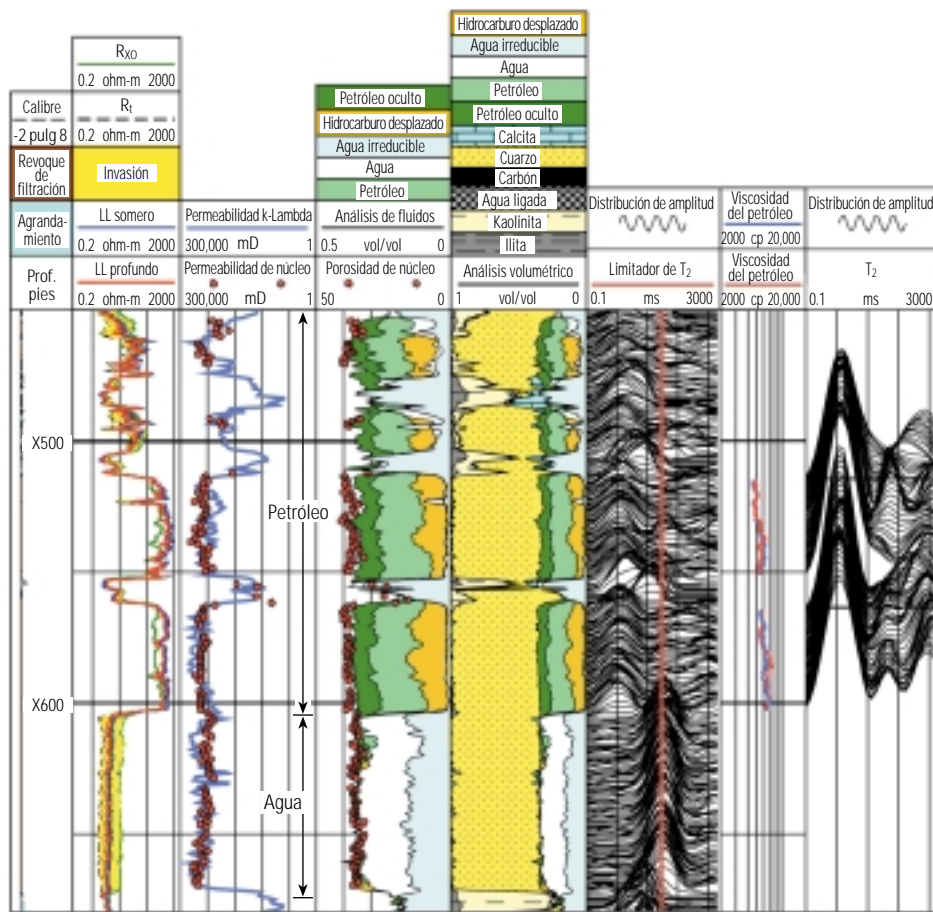 Hidrocarburo desplazado
Agua irreducible
Agua
Petróleo
Petróleo oculto
Calcita
Cuarzo
Carbón
Agua ligada
Kaolinita
Ilita
Análisis volumétrico
1 vol/vol 0
Petróleo oculto
Hidrocarburo desplazado
Agua irreducible
Agua
Petróleo
Análisis de fluidos
0.5 vol/vol 0
Porosidad de núcleo
50 0
RXO
0.2 ohm-m 2000
Rt
0.2 ohm-m 2000
Invasión
LL somero
0.2 ohm-m 2000
LL profundo
0.2 ohm-m 2000
Calibre
-2 pulg 8
Revoque
de
filtración
Agranda-
miento
Prof.
pies
Permeabilidad k-Lambda
300,000 mD 1
Permeabilidad de núcleo
300,000 mD 1
Distribución de amplitud
Limitador de T2
0.1 ms 3000
Viscosidad
del petróleo
2000 cp 20,000
Viscosidad
del petróleo
2000 cp 20,000
Distribución de amplitud
T2
0.1 ms 3000
X500
Petróleo
X600
Agua